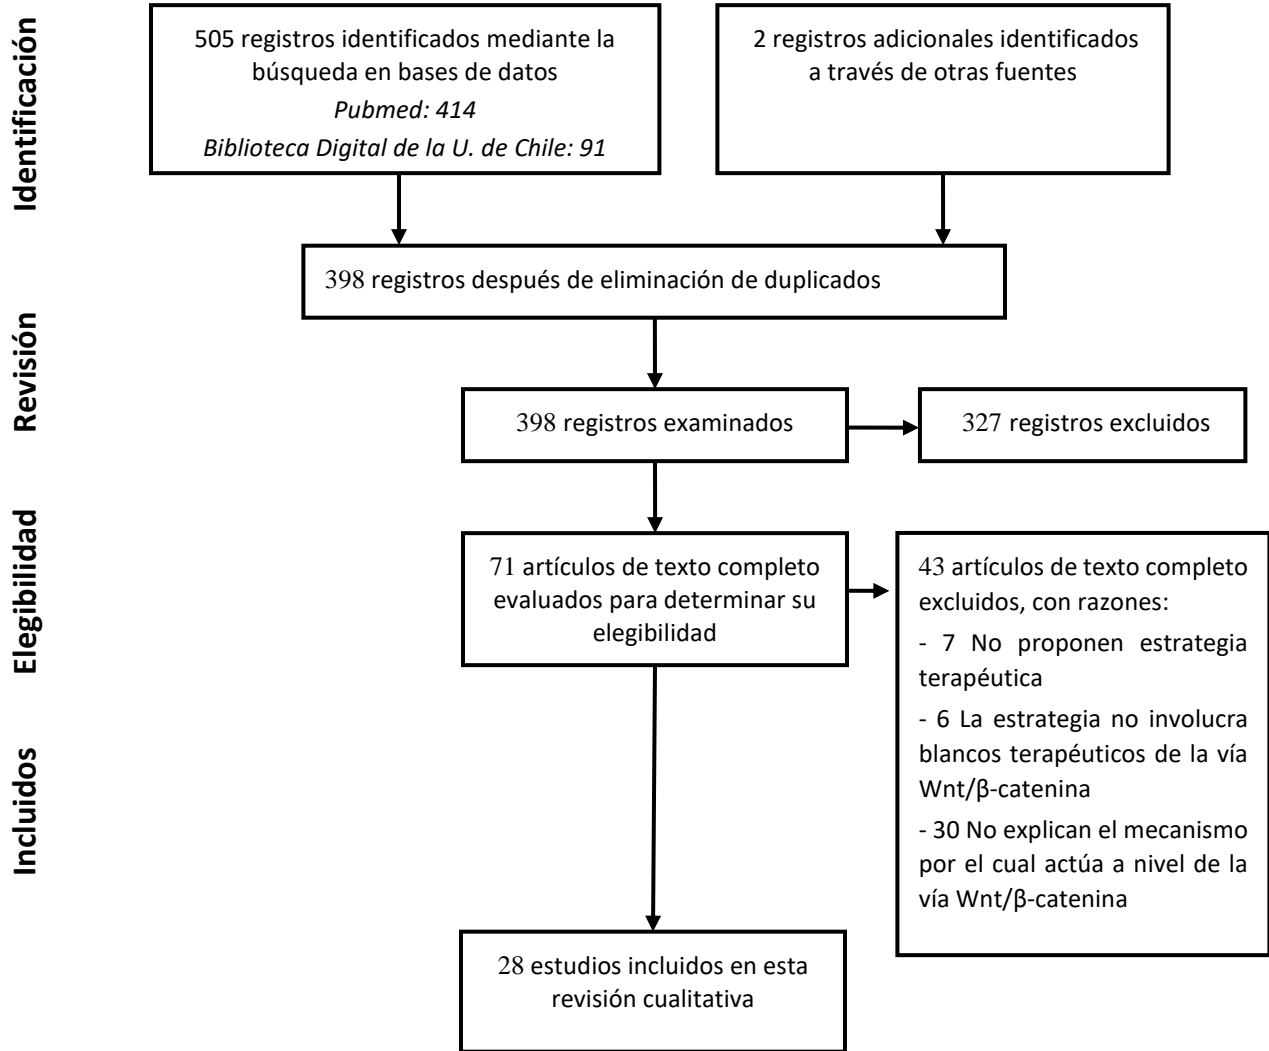 Identificación
505 registros identificados mediante la
búsqueda en bases de datos
Pubmed: 414
Biblioteca Digital de la U. de Chile: 91
2 registros adicionales identificados
a través de otras fuentes
398 registros después de eliminación de duplicados
Revisión
398 registros examinados
327 registros excluidos
Elegibilidad
71 artículos de texto completo
evaluados para determinar su
elegibilidad
43 artículos de texto completo
excluidos, con razones:
- 7 No proponen estrategia
terapéutica
- 6 La estrategia no involucra
blancos terapéuticos de la vía
Wnt/β-catenina
- 30 No explican el mecanismo
por el cual actúa a nivel de la
vía Wnt/β-catenina
Incluidos
28 estudios incluidos en esta
revisión cualitativa